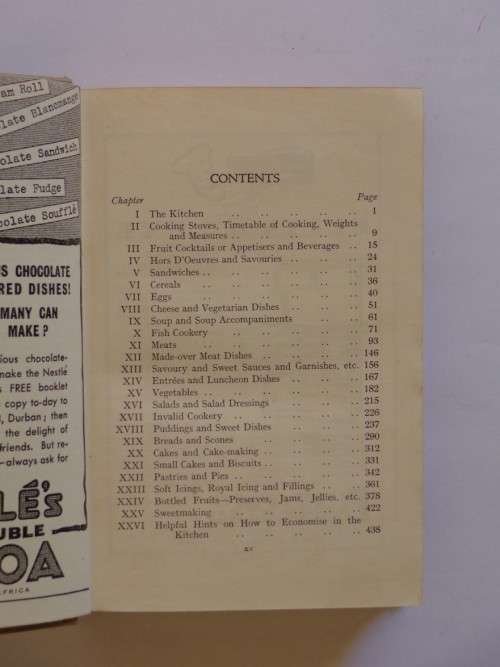 am Roll
late Blancmange
olate Sandwich
late Fudge
colate Soufflé
US CHOCOLATE
RED DISHES!
MANY CAN
MAKE?
ious chocolate-
make the Nestlé
s FREE booklet
copy to-day to
, Durban; then
the delight of
friends. But re-
—always ask for
LÉ's
UBLE
OA
AFRICA
CONTENTS
Chapter Page
I The Kitchen .. .. .. .. .. 1
II Cooking Stoves, Timetable of Cooking, Weights
and Measures .. .. .. .. .. 9
III Fruit Cocktails or Appetisers and Beverages .. 15
IV Hors D'Oeuvres and Savouries .. .. 24
V Sandwiches .. .. .. .. .. 31
VI Cereals .. .. .. .. .. 36
VII Eggs .. .. .. .. .. 40
VIII Cheese and Vegetarian Dishes .. .. .. 51
IX Soup and Soup Accompaniments .. .. 61
X Fish Cookery .. .. .. .. .. 71
XI Meats .. .. .. .. .. 93
XII Made-over Meat Dishes .. .. .. .. 146
XIII Savoury and Sweet Sauces and Garnishes, etc. 156
XIV Entrées and Luncheon Dishes .. .. .. 167
XV Vegetables .. .. .. .. .. 182
XVI Salads and Salad Dressings .. .. .. 215
XVII Invalid Cookery .. .. .. .. .. 226
XVIII Puddings and Sweet Dishes .. .. .. 237
XIX Breads and Scones .. .. .. .. 290
XX Cakes and Cake-making .. .. .. .. 312
XXI Small Cakes and Biscuits .. .. .. .. 331
XXII Pastries and Pies .. .. .. .. .. 342
XXIII Soft Icings, Royal Icing and Fillings .. .. 361
XXIV Bottled Fruits—Preserves, Jams, Jellies, etc. 378
XXV Sweetmaking .. .. .. .. .. 422
XXVI Helpful Hints on How to Economise in the
Kitchen .. .. .. .. .. 438
xv